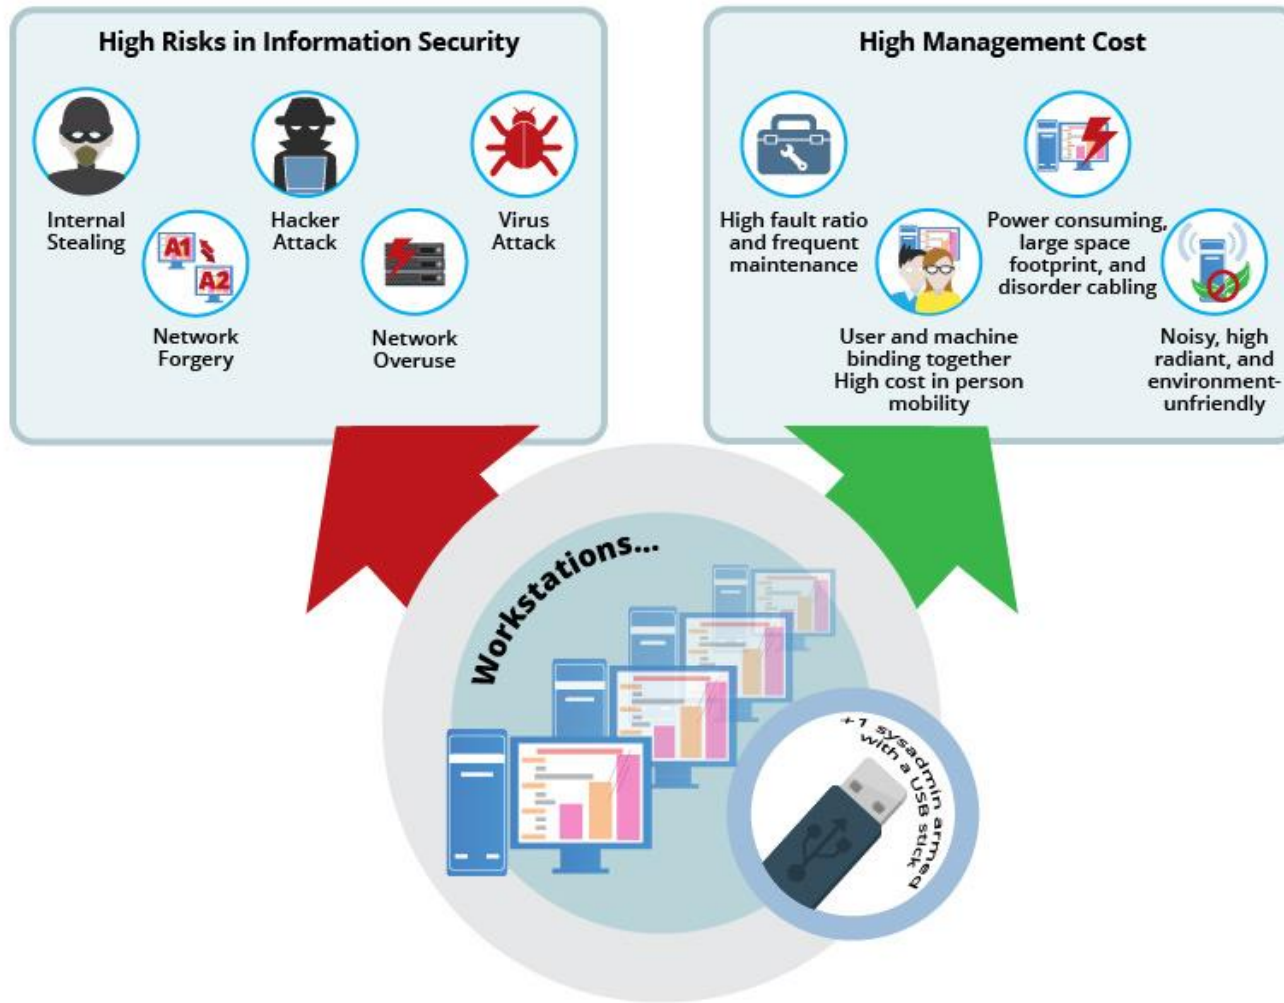 High Risks in Information Security
Internal
Stealing
Hacker
Attack
Virus
Attack
A1
A2
Network
Forgery
Network
Overuse
High Management Cost
High fault ratio
and frequent
maintenance
Power consuming,
large space
footprint, and
disorder cabling
User and machine
binding together
High cost in person
mobility
Noisy, high
radiant, and
environment-
unfriendly
Workstations...
+1 sysadmin armed
with a USB stick